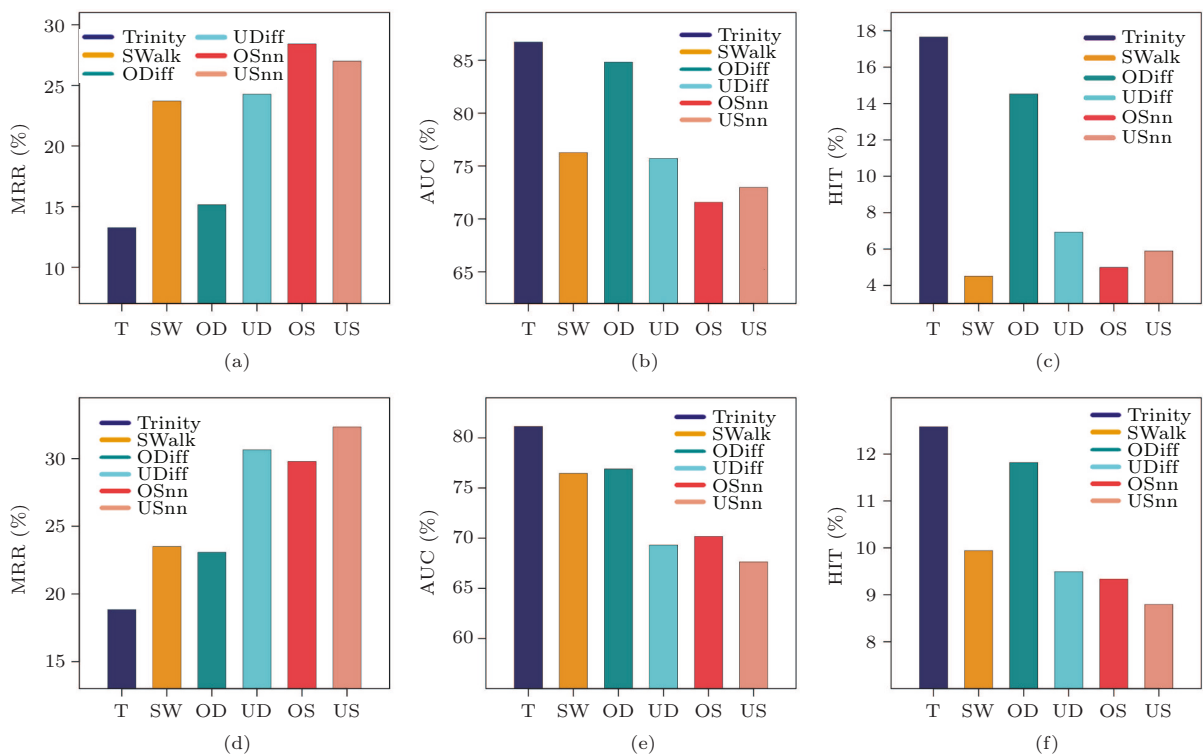 MRR (%)
30
25
20
15
10
Trinity
SWalk
ODiff
UDiff
OSnn
USnn
T SW OD UD OS US
(a)
AUC (%)
85
80
75
70
65
Trinity
SWalk
ODiff
UDiff
OSnn
USnn
T SW OD UD OS US
(b)
HIT (%)
18
16
14
12
10
8
6
4
Trinity
SWalk
ODiff
UDiff
OSnn
USnn
T SW OD UD OS US
(c)
MRR (%)
30
25
20
15
Trinity
SWalk
ODiff
UDiff
OSnn
USnn
T SW OD UD OS US
(d)
AUC (%)
80
75
70
65
60
Trinity
SWalk
ODiff
UDiff
OSnn
USnn
T SW OD UD OS US
(e)
HIT (%)
12
11
10
9
8
Trinity
SWalk
ODiff
UDiff
OSnn
USnn
T SW OD UD OS US
(f)